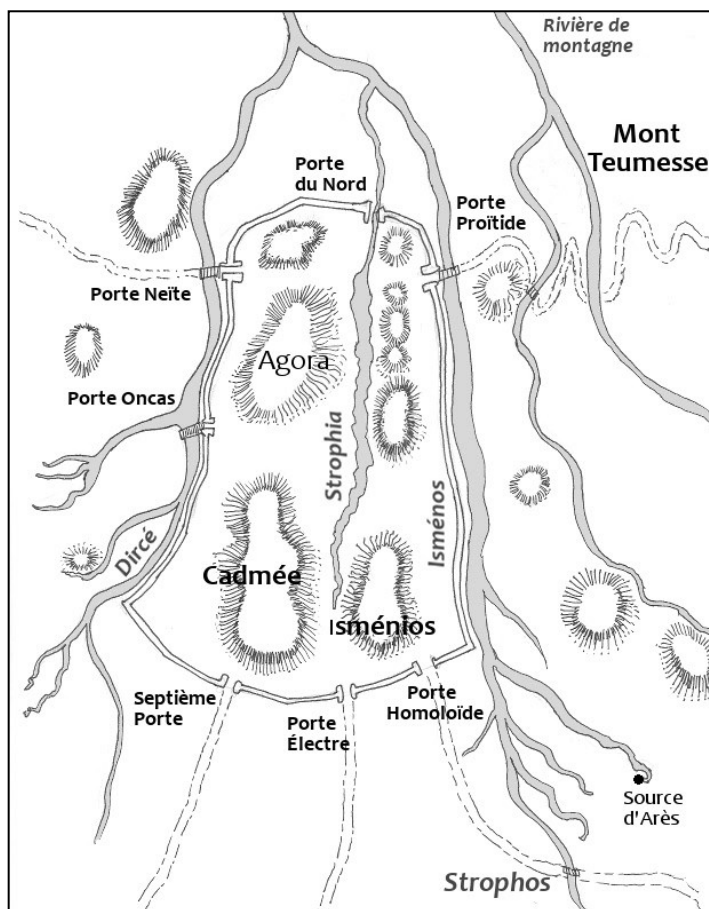 Rivière de
montagne
Mont
Teumesse
Porte
du Nord
Porte
Proïtide
Porte Neïte
Agora
Porte Oncas
Strophia
Isménos
Dircé
Cadmée
Isménios
Septième
Porte
Porte
Électre
Porte
Homoloïde
Source
d'Arès
Strophos